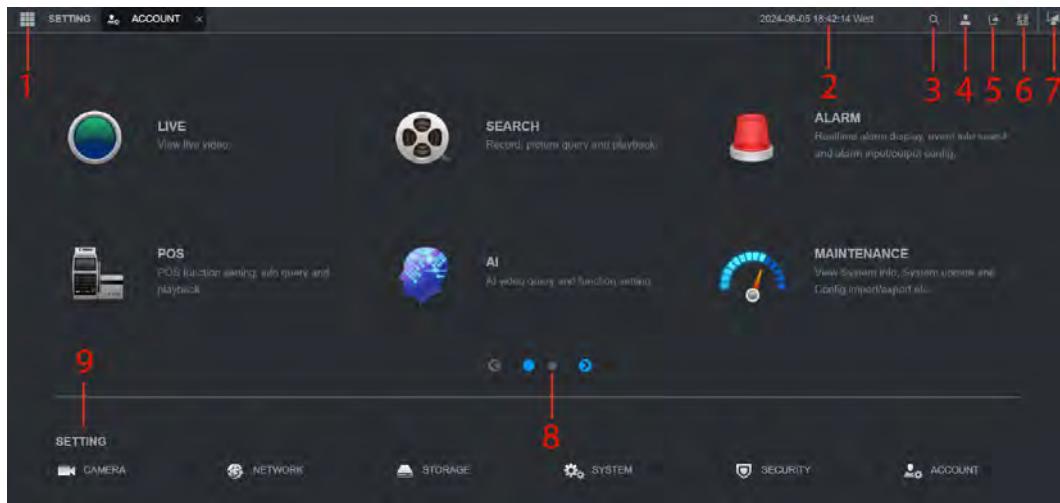 SETTING ACCOUNT × 2024-06-05 18:42:14 Wed
1 2 3 4 5 6 7
LIVE
View live video.
SEARCH
Record, picture query and playback.
ALARM
Realtime alarm display, event info search
and alarm input/output config.
POS
POS function setting, info query and
playback.
AI
AI video query and function setting.
MAINTENANCE
View System info, System update and
Config import/export etc.
9
8
SETTING
CAMERA NETWORK STORAGE SYSTEM SECURITY ACCOUNT